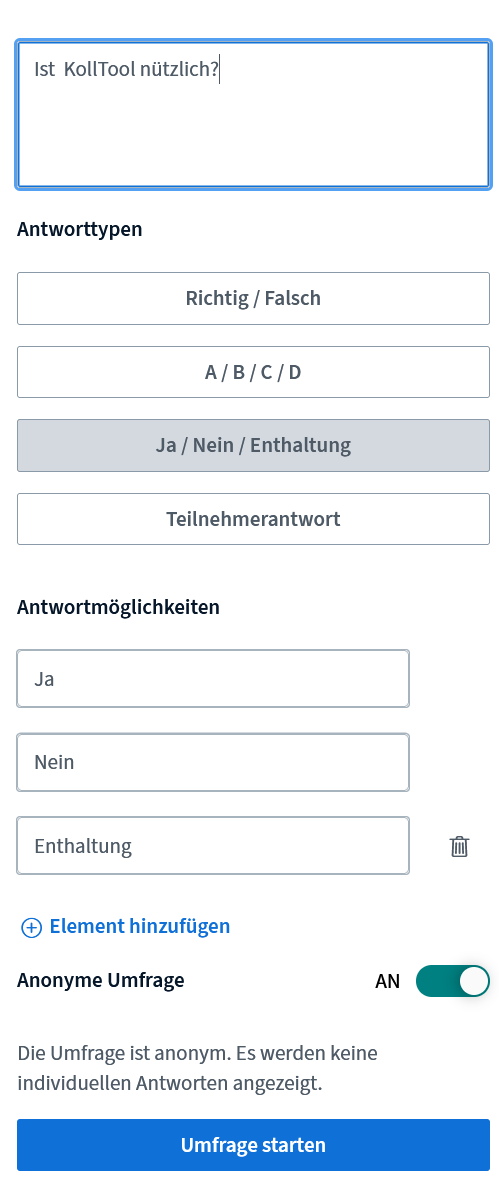 Ist  KollTool nützlich?
Antworttypen
Richtig / Falsch
A / B / C / D
Ja / Nein / Enthaltung
Teilnehmerantwort
Antwortmöglichkeiten
Ja
Nein
Enthaltung
Element hinzufügen
Anonyme Umfrage AN
Die Umfrage ist anonym. Es werden keine
individuellen Antworten angezeigt.
Umfrage starten